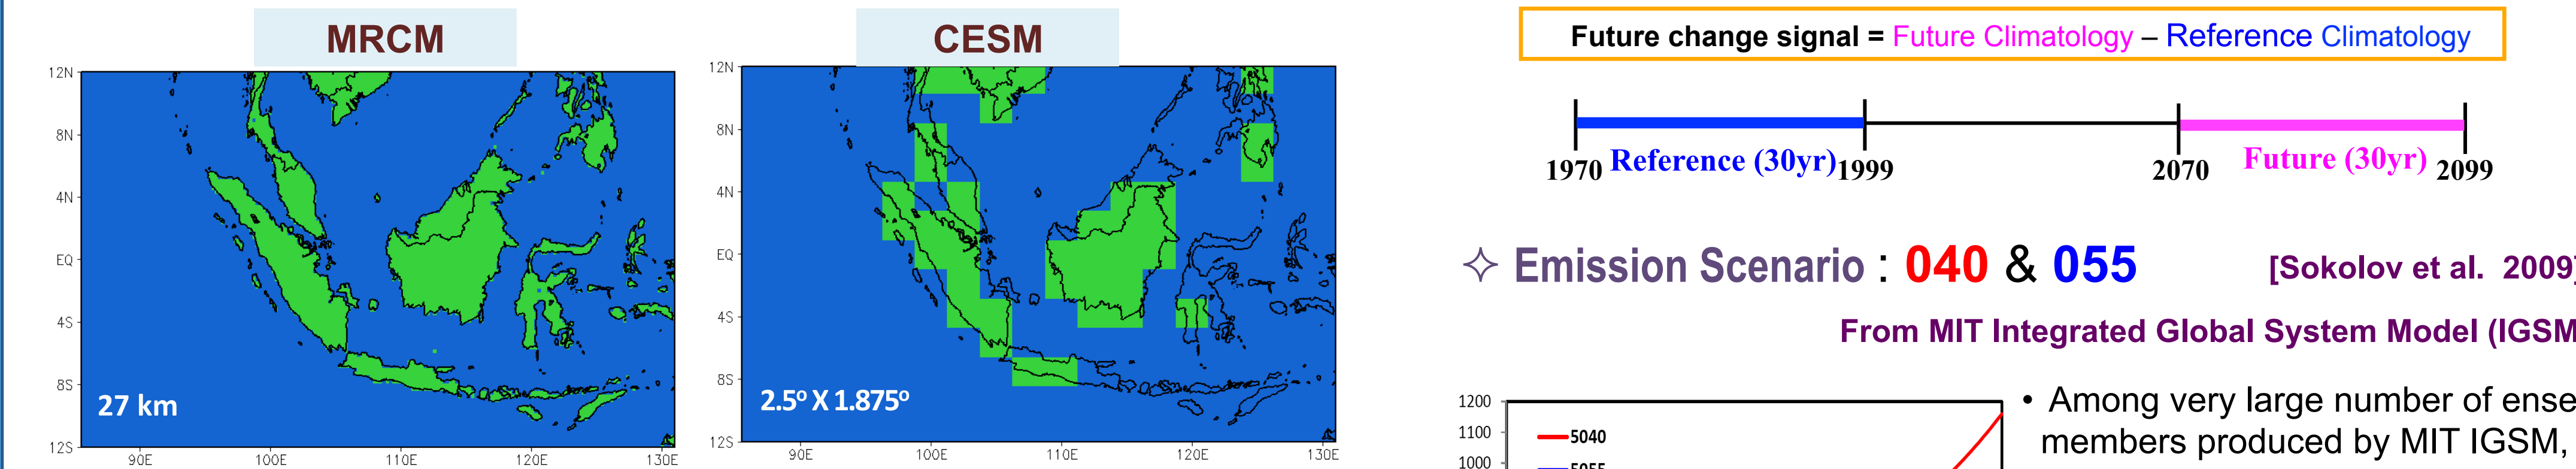 MRCM
12N
8N
4N
EQ
4S
8S
12S
90E 100E 110E 120E 130E
27 km
CESM
12N
8N
4N
EQ
4S
8S
12S
90E 100E 110E 120E 130E
2.5º X 1.875º
Future change signal = Future Climatology – Reference Climatology
1970 Reference (30yr) 1999 2070 Future (30yr) 2099
✧ Emission Scenario : 040 & 055 [Sokolov et al. 2009]
From MIT Integrated Global System Model (IGSM
1200
1100
1000
5040
• Among very large number of ense
members produced by MIT IGSM,